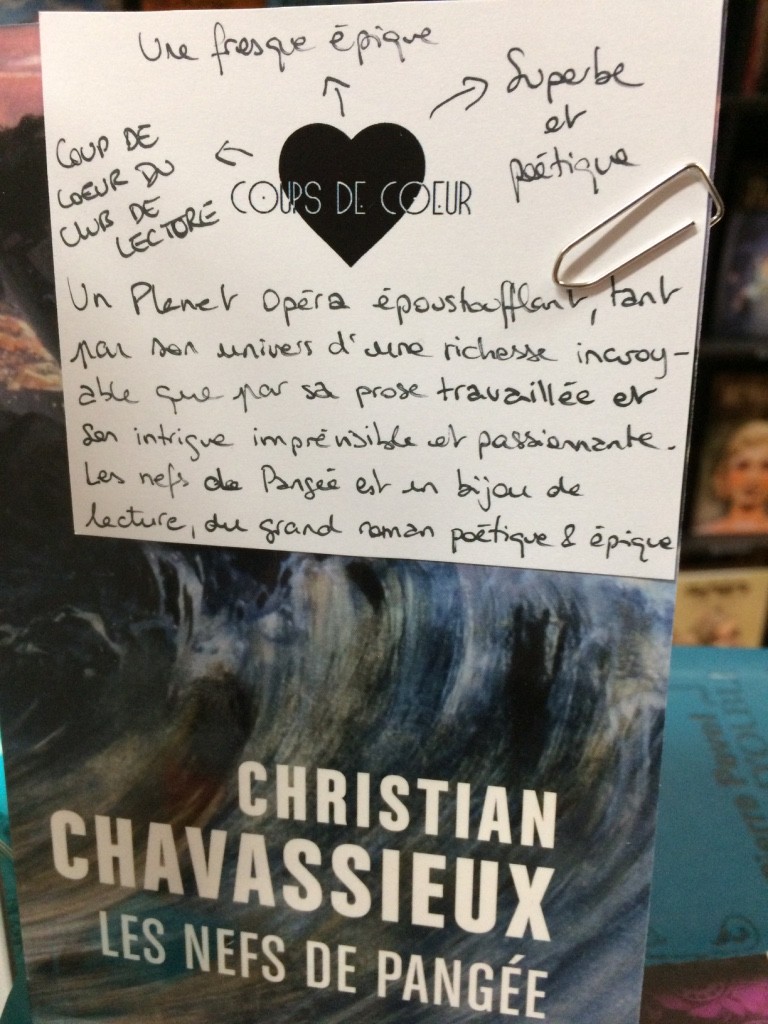 Une fresque épique
Superbe
et
poétique
COUP DE
COEUR DU
CLUB DE
LECTURE
COUPS DE COEUR
Un Planet Opéra époustoufflant, tant
par son univers d'une richesse incroy-
able que par sa prose travaillée et
son intrigue imprévisible et passionnante.
Les nefs de Pangée est un bijou de
lecture, du grand roman poétique & épique
CHRISTIAN
CHAVASSIEUX
LES NEFS DE PANGÉE
Pierre Pevel